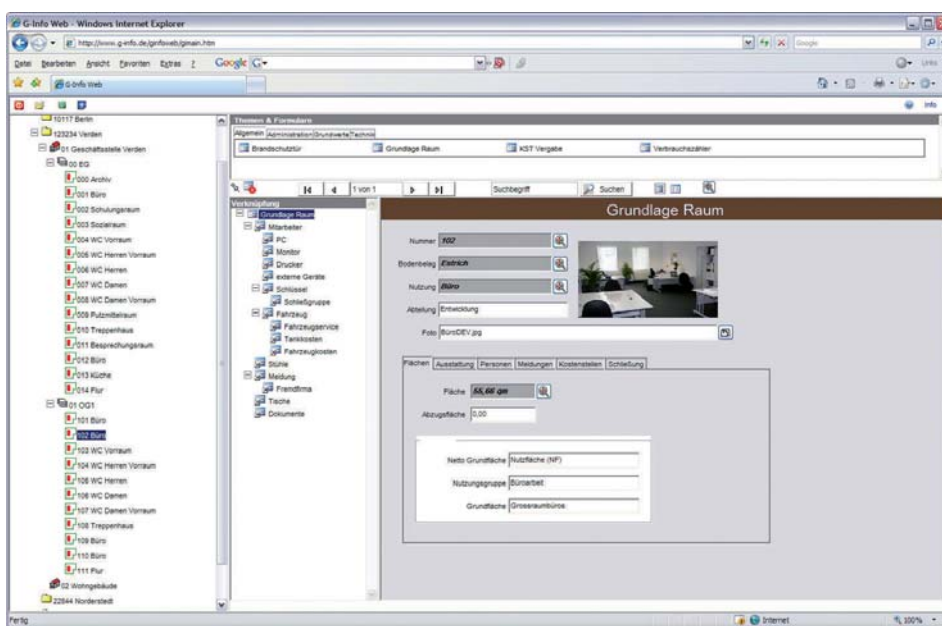 G-Info Web - Windows Internet Explorer
http://www.g-info.de/ginfoweb/gimain.htm
Google
Datei Bearbeiten Ansicht Favoriten Extras ?
Google G
Links
G-Info Web
Info
10117 Berlin
123234 Verden
01 Geschäftsstelle Verden
00 EG
000 Archiv
001 Büro
002 Schulungsraum
003 Sozialraum
004 WC Vorraum
005 WC Herren Vorraum
006 WC Herren
007 WC Damen
008 WC Damen Vorraum
009 Putzmittelraum
010 Treppenhaus
011 Besprechungsraum
012 Büro
013 Küche
014 Flur
01 OG1
101 Büro
102 Büro
103 WC Vorraum
104 WC Herren Vorraum
105 WC Herren
106 WC Damen
107 WC Damen Vorraum
108 Treppenhaus
109 Büro
110 Büro
111 Flur
02 Wohngebäude
22844 Norderstedt
Themen & Formulare
Allgemein Administration Grundwerte Technik
Brandschutztür Grundlage Raum KST Vergabe Verbrauchszähler
1 von 1 Suchbegriff Suchen
Verknüpfung
Grundlage Raum
Mitarbeiter
PC
Monitor
Drucker
externe Geräte
Schlüssel
Schließgruppe
Fahrzeug
Fahrzeugservice
Tankkosten
Fahrzeugkosten
Stühle
Meldung
Fremdfirma
Tische
Dokumente
Grundlage Raum
Nummer 102
Bodenbelag Estrich
Nutzung Büro
Abteilung Entwicklung
Foto BüroDEV.jpg
Flächen Ausstattung Personen Meldungen Kostenstellen Schließung
Fläche 55,66 qm
Abzugsfläche 0,00
Netto Grundfläche Nutzfläche (NF)
Nutzungsgruppe Büroarbeit
Grundfläche Grossraumbüros
Fertig
Internet
100%